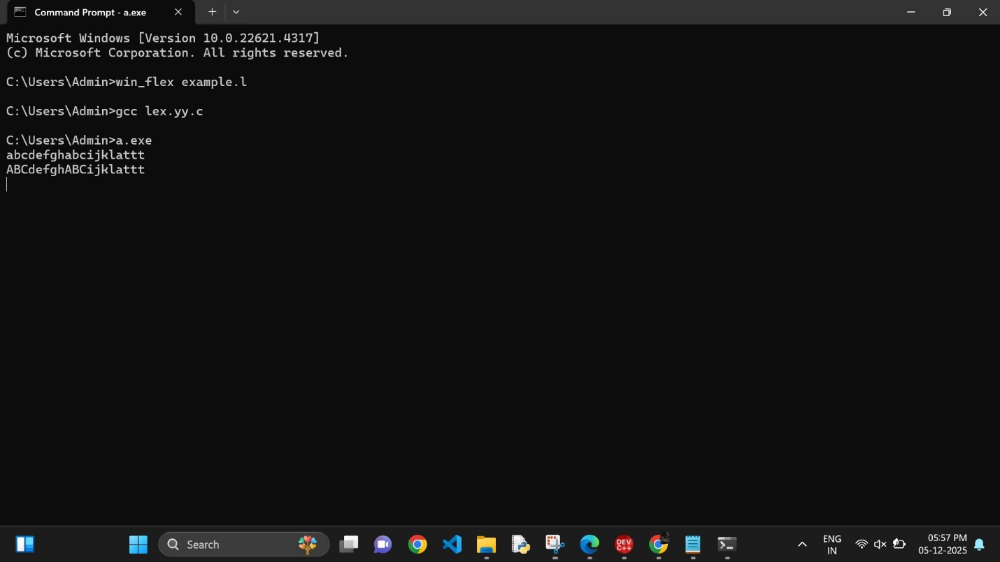 Command Prompt - a.exe
Microsoft Windows [Version 10.0.22621.4317]
(c) Microsoft Corporation. All rights reserved.
C:\Users\Admin>win_flex example.l
C:\Users\Admin>gcc lex.yy.c
C:\Users\Admin>a.exe
abcdefghabcijklattt
ABCdefghABCijklattt
Search
DEV
C++
ENG
IN
05:57 PM
05-12-2025